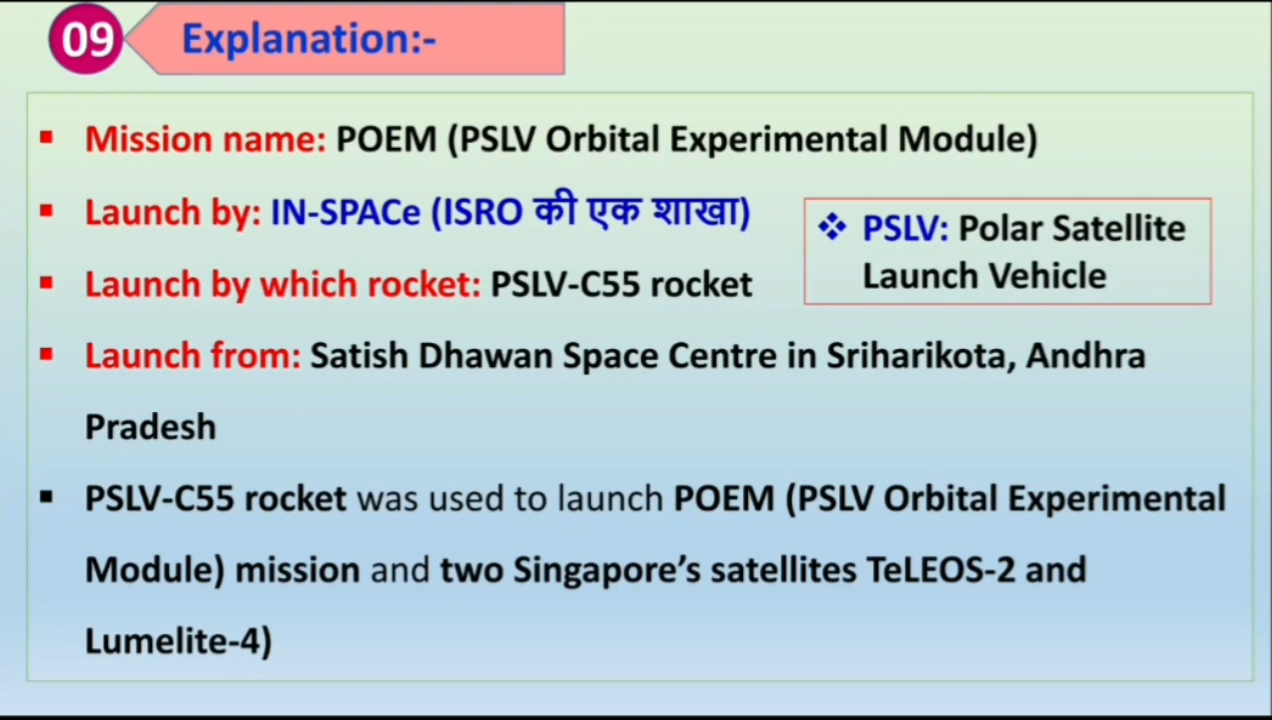 09 Explanation:-
▪ Mission name: POEM (PSLV Orbital Experimental Module)
▪ Launch by: IN-SPACe (ISRO की एक शाखा)
❖ PSLV: Polar Satellite
Launch Vehicle
▪ Launch by which rocket: PSLV-C55 rocket
▪ Launch from: Satish Dhawan Space Centre in Sriharikota, Andhra
Pradesh
▪ PSLV-C55 rocket was used to launch POEM (PSLV Orbital Experimental
Module) mission and two Singapore’s satellites TeLEOS-2 and
Lumelite-4)